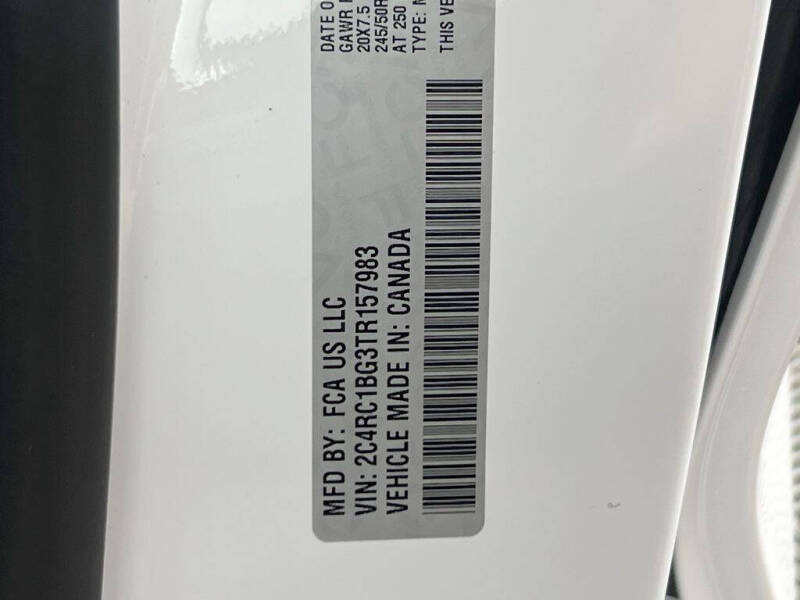 MFD BY: FCA US LLC
VIN: 2C4RC1BG3TR157983
VEHICLE MADE IN: CANADA
DATE O
GAWR
20X7.5
245/50R
AT 250
TYPE:
THIS VE